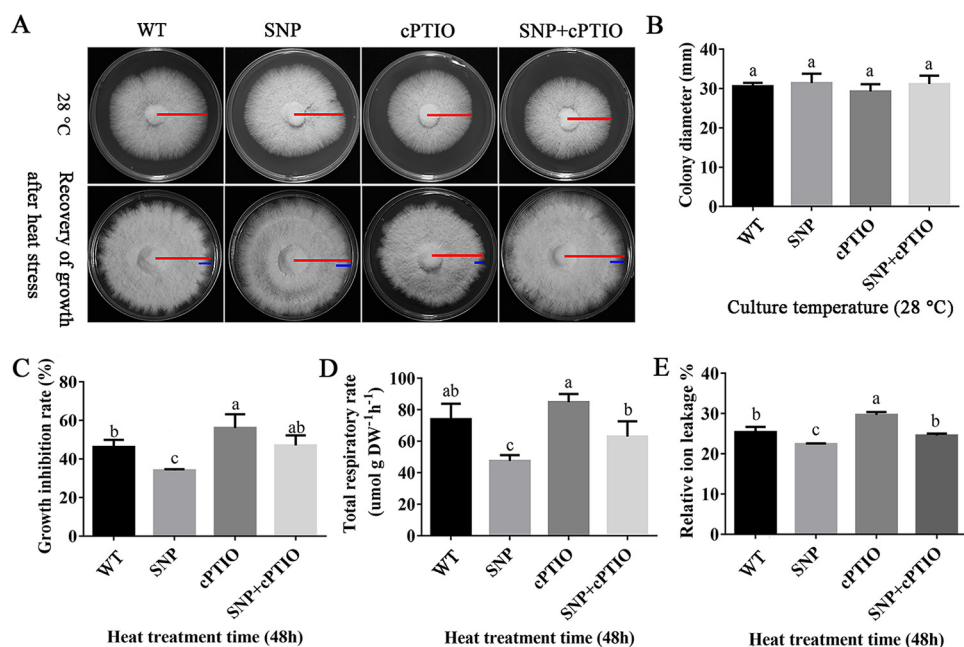 A
WT SNP cPTIO SNP+cPTIO
28 °C
Recovery of growth
after heat stress
B
Colony diameter (mm)
40
30
20
10
0
a a a a
WT SNP cPTIO SNP+cPTIO
Culture temperature (28 °C)
C
Growth inhibition rate (%)
80
60
40
20
0
b c a ab
WT SNP cPTIO SNP+cPTIO
Heat treatment time (48h)
D
Total respiratory rate
(umol g DW⁻¹h⁻¹)
100
80
60
40
20
0
ab c a b
WT SNP cPTIO SNP+cPTIO
Heat treatment time (48h)
E
Relative ion leakage %
40
30
20
10
0
b c a b
WT SNP cPTIO SNP+cPTIO
Heat treatment time (48h)